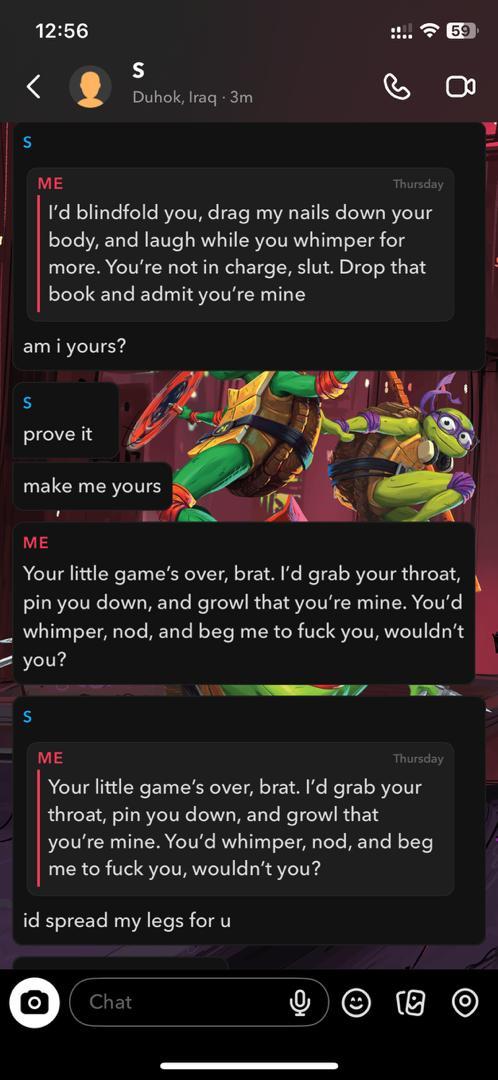 12:56
59
S
Duhok, Iraq · 3m
S
ME
Thursday
I'd blindfold you, drag my nails down your
body, and laugh while you whimper for
more. You're not in charge, slut. Drop that
book and admit you're mine
am i yours?
S
prove it
make me yours
ME
Your little game's over, brat. I'd grab your throat,
pin you down, and growl that you're mine. You'd
whimper, nod, and beg me to fuck you, wouldn't
you?
S
ME
Thursday
Your little game's over, brat. I'd grab your
throat, pin you down, and growl that
you're mine. You'd whimper, nod, and beg
me to fuck you, wouldn't you?
id spread my legs for u
Chat